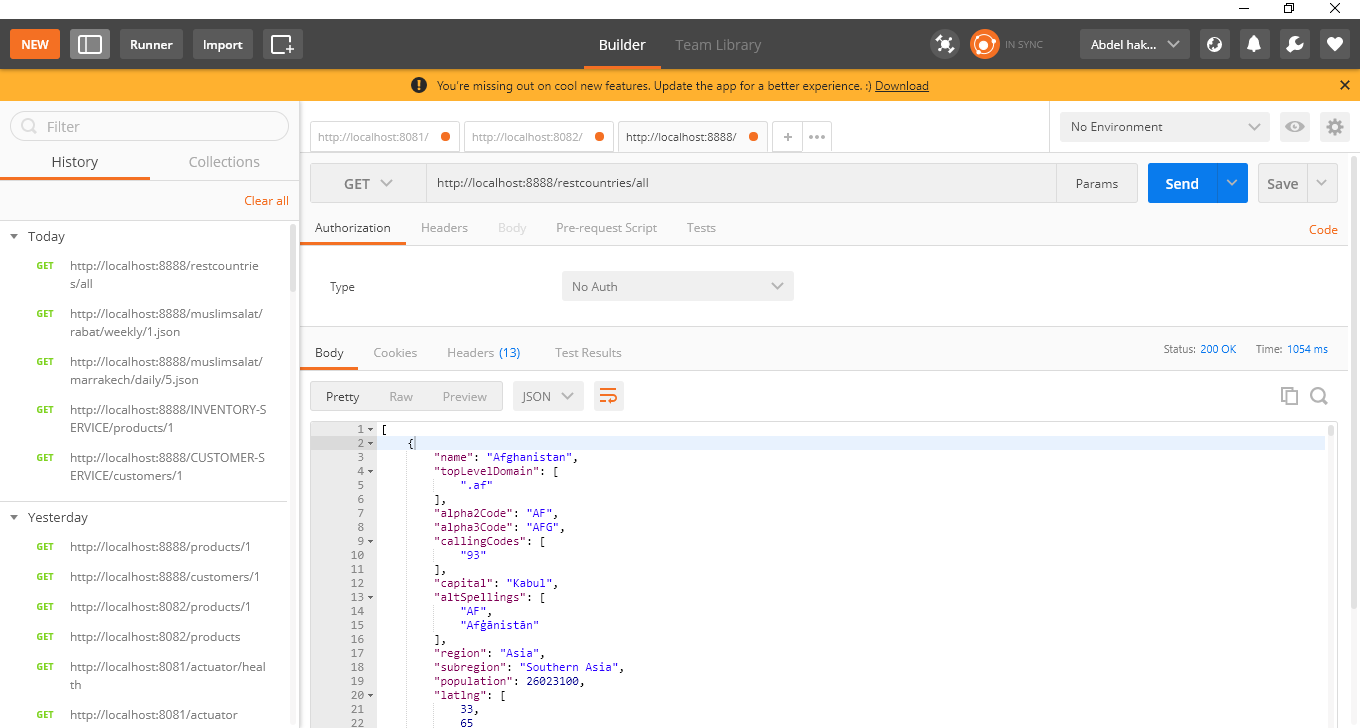 NEW
Runner
Import
Builder
Team Library
IN SYNC
Abdel hak...
You're missing out on cool new features. Update the app for a better experience. :) Download
Filter
History
Collections
Clear all
Today
GET http://localhost:8888/restcountrie
s/all
GET http://localhost:8888/muslimsalat/
rabat/weekly/1.json
GET http://localhost:8888/muslimsalat/
marrakech/daily/5.json
GET http://localhost:8888/INVENTORY-S
ERVICE/products/1
GET http://localhost:8888/CUSTOMER-S
ERVICE/customers/1
Yesterday
GET http://localhost:8888/products/1
GET http://localhost:8888/customers/1
GET http://localhost:8082/products/1
GET http://localhost:8082/products
GET http://localhost:8081/actuator/heal
th
GET http://localhost:8081/actuator
http://localhost:8081/
http://localhost:8082/
http://localhost:8888/
+
•••
No Environment
GET
http://localhost:8888/restcountries/all
Params
Send
Save
Authorization
Headers
Body
Pre-request Script
Tests
Code
Type
No Auth
Body
Cookies
Headers (13)
Test Results
Status: 200 OK
Time: 1054 ms
Pretty
Raw
Preview
JSON
1 [
2 {
3 "name": "Afghanistan",
4 "topLevelDomain": [
5 ".af"
6 ],
7 "alpha2Code": "AF",
8 "alpha3Code": "AFG",
9 "callingCodes": [
10 "93"
11 ],
12 "capital": "Kabul",
13 "altSpellings": [
14 "AF",
15 "Afġānistān"
16 ],
17 "region": "Asia",
18 "subregion": "Southern Asia",
19 "population": 26023100,
20 "latlng": [
21 33,
22 65